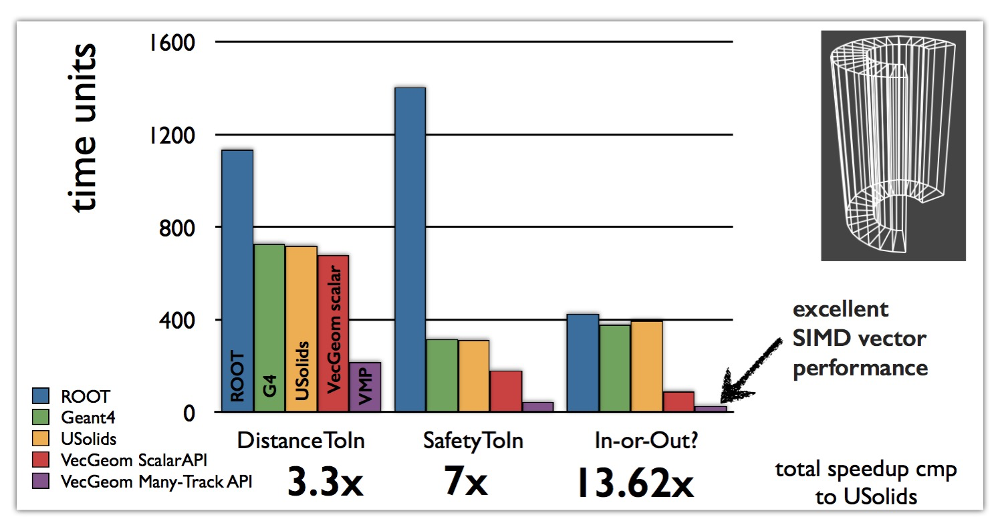 time units
1600
1200
800
400
0
ROOT
G4
USolids
VecGeom scalar
VMP
ROOT
Geant4
USolids
VecGeom ScalarAPI
VecGeom Many-Track API
DistanceToIn
SafetyToIn
In-or-Out?
3.3x
7x
13.62x
excellent
SIMD vector
performance
total speedup cmp
to USolids